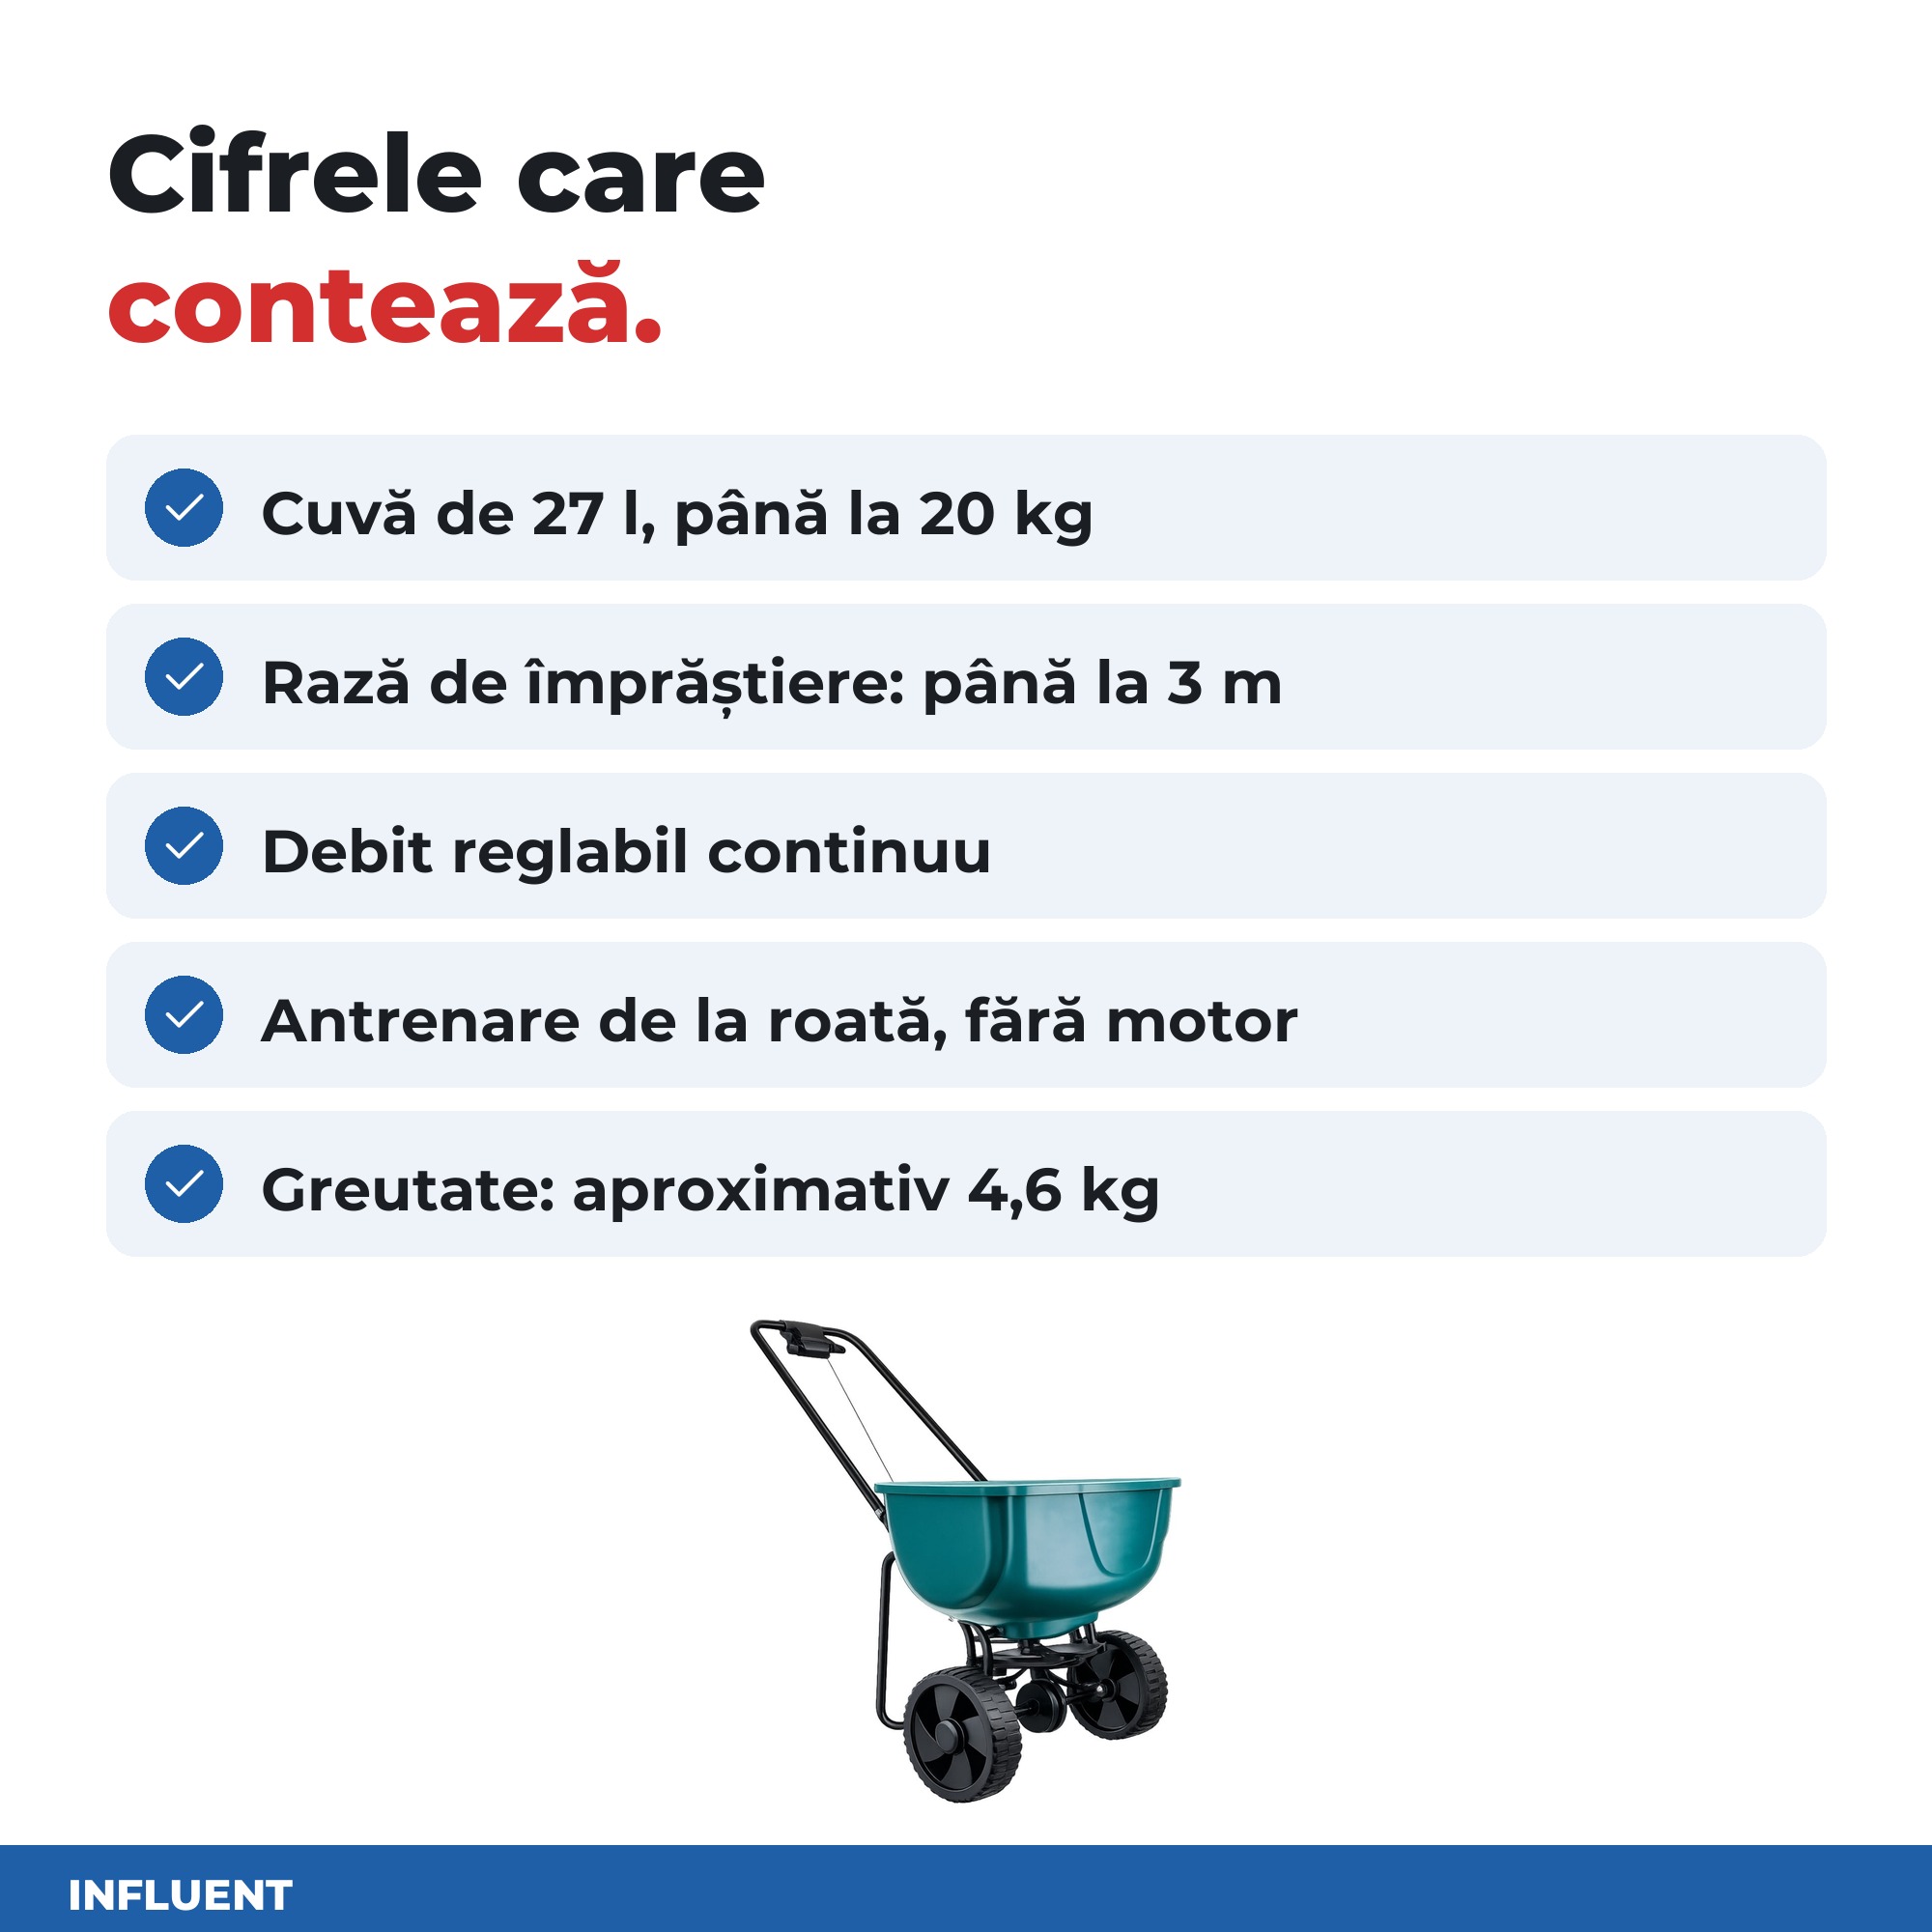 Cifrele care
contează.
Cuvă de 27 l, până la 20 kg
Rază de împrăștiere: până la 3 m
Debit reglabil continuu
Antrenare de la roată, fără motor
Greutate: aproximativ 4,6 kg
INFLUENT